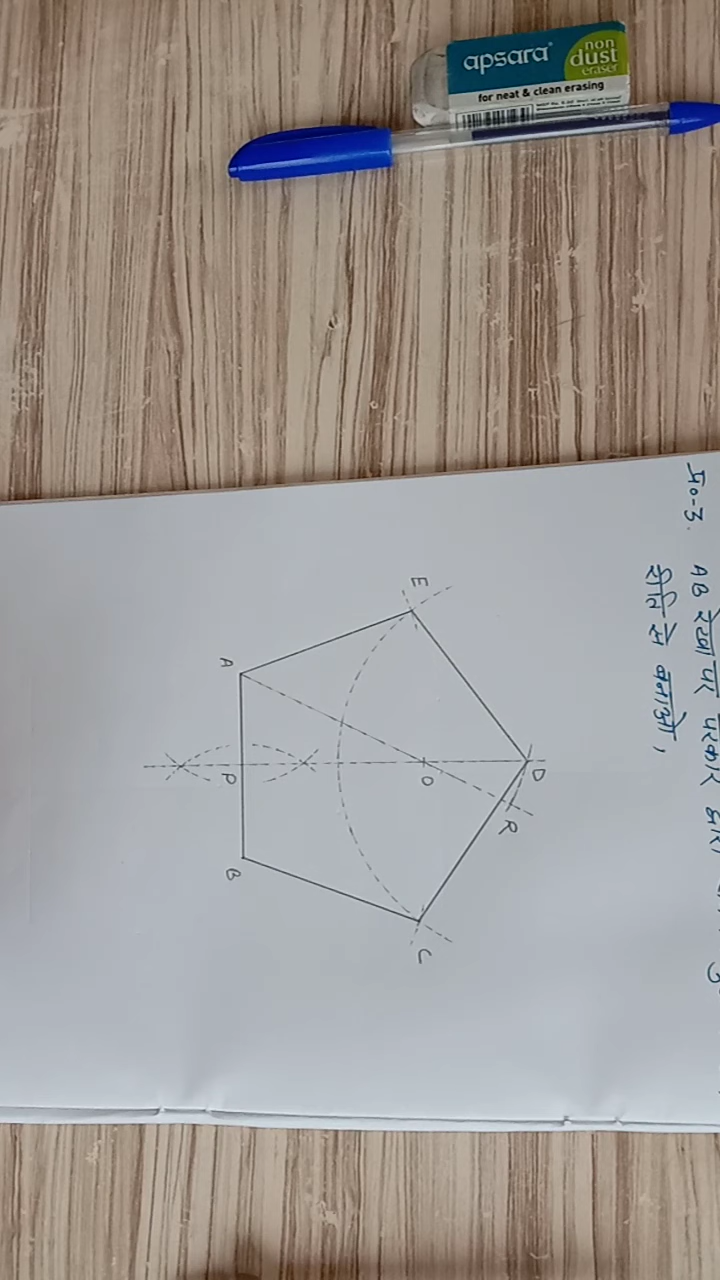 apsara
non
dust
eraser
for neat & clean erasing
प्र०-3. AB रेखा पर परकार द्वारा
रीति से बनाओ,
E
A
D
P
O
R
B
C